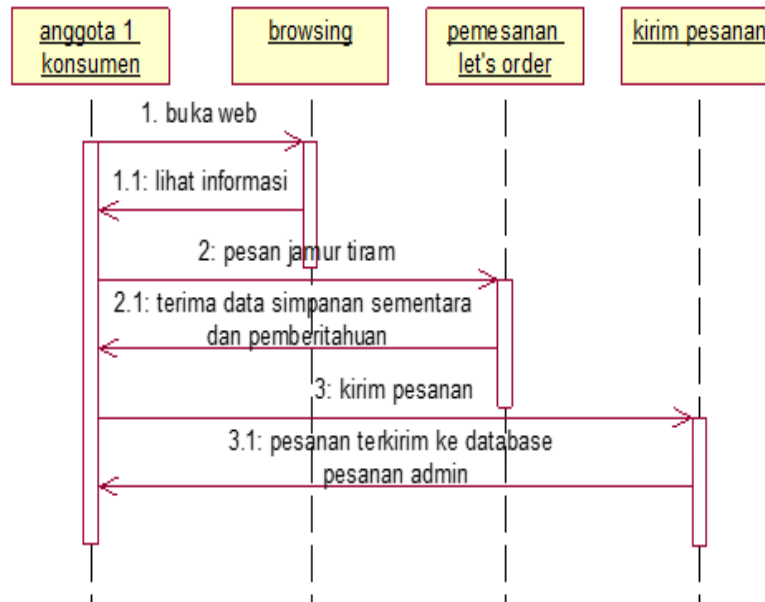 anggota 1
konsumen
browsing
pemesanan
let's order
kirim pesanan
1. buka web
1.1: lihat informasi
2: pesan jamur tiram
2.1: terima data simpanan sementara
dan pemberitahuan
3: kirim pesanan
3.1: pesanan terkirim ke database
pesanan admin